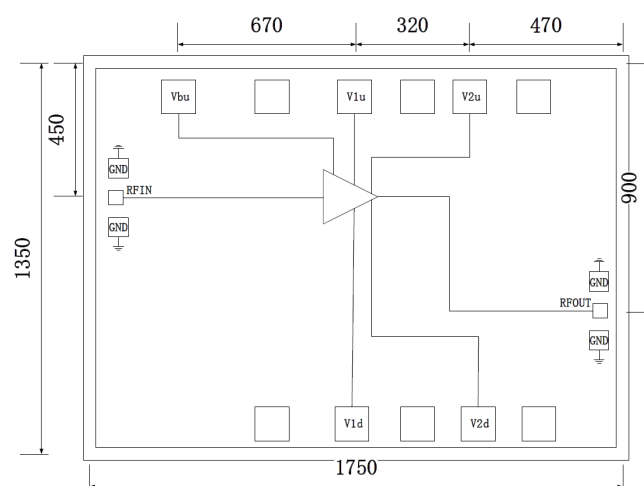 670 320 470
Vbu V1u V2u
450
GND
RFIN
GND
900
1350
GND
RFOUT
GND
V1d V2d
1750